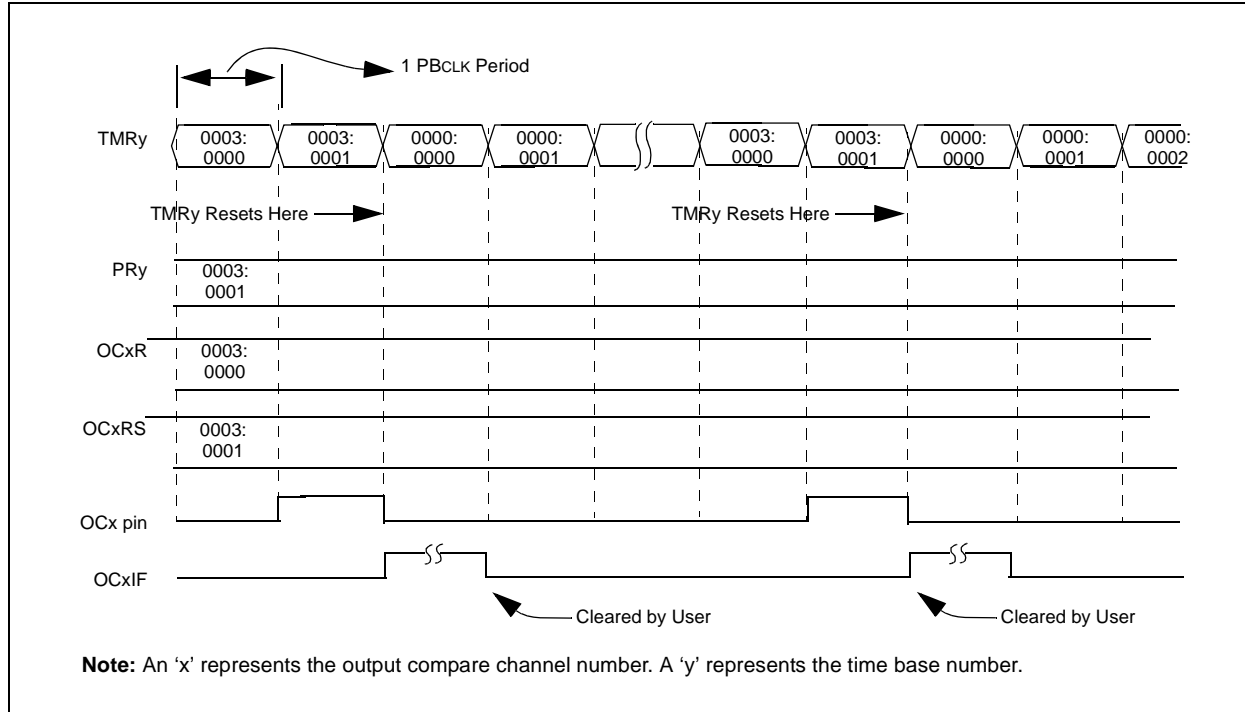 1 PBCLK Period
TMRy
0003:
0000
0003:
0001
0000:
0000
0000:
0001
0003:
0000
0003:
0001
0000:
0000
0000:
0001
0000:
0002
TMRy Resets Here
TMRy Resets Here
PRy
0003:
0001
OCxR
0003:
0000
OCxRS
0003:
0001
OCx pin
OCxIF
Cleared by User
Cleared by User
Note: An ‘x’ represents the output compare channel number. A ‘y’ represents the time base number.